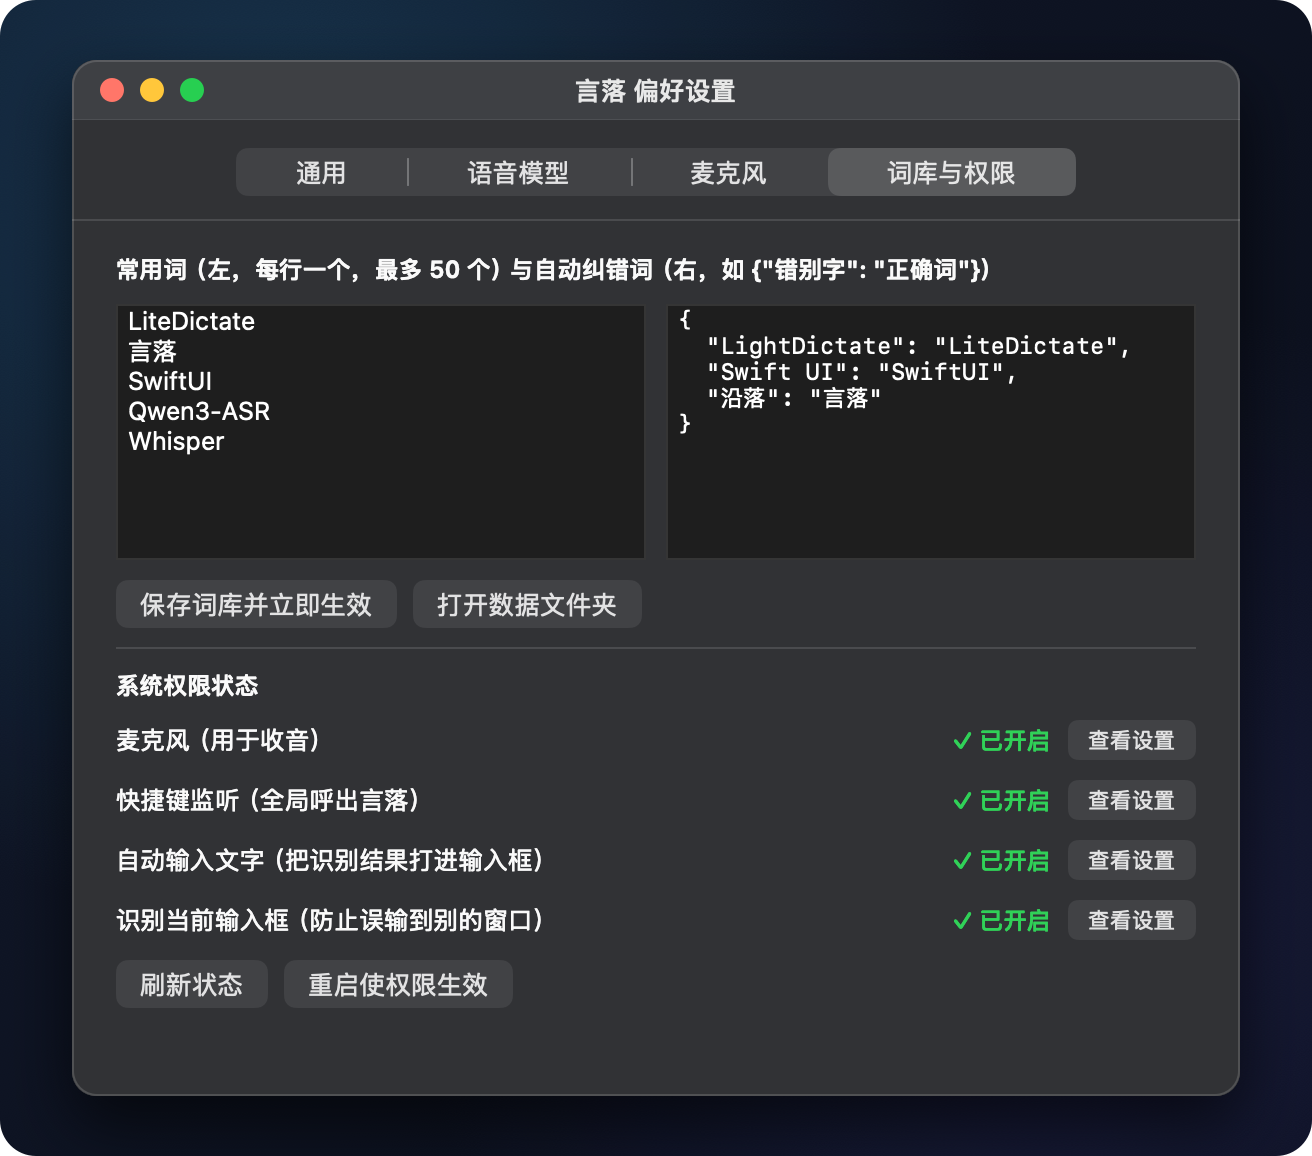 言落 偏好设置
通用
语音模型
麦克风
词库与权限
常用词（左，每行一个，最多 50 个）与自动纠错词（右，如 {"错别字": "正确词"}）
LiteDictate
言落
SwiftUI
Qwen3-ASR
Whisper
{
"LightDictate": "LiteDictate",
"Swift UI": "SwiftUI",
"沿落": "言落"
}
保存词库并立即生效
打开数据文件夹
系统权限状态
麦克风（用于收音）
✓ 已开启
查看设置
快捷键监听（全局呼出言落）
✓ 已开启
查看设置
自动输入文字（把识别结果打进输入框）
✓ 已开启
查看设置
识别当前输入框（防止误输到别的窗口）
✓ 已开启
查看设置
刷新状态
重启使权限生效